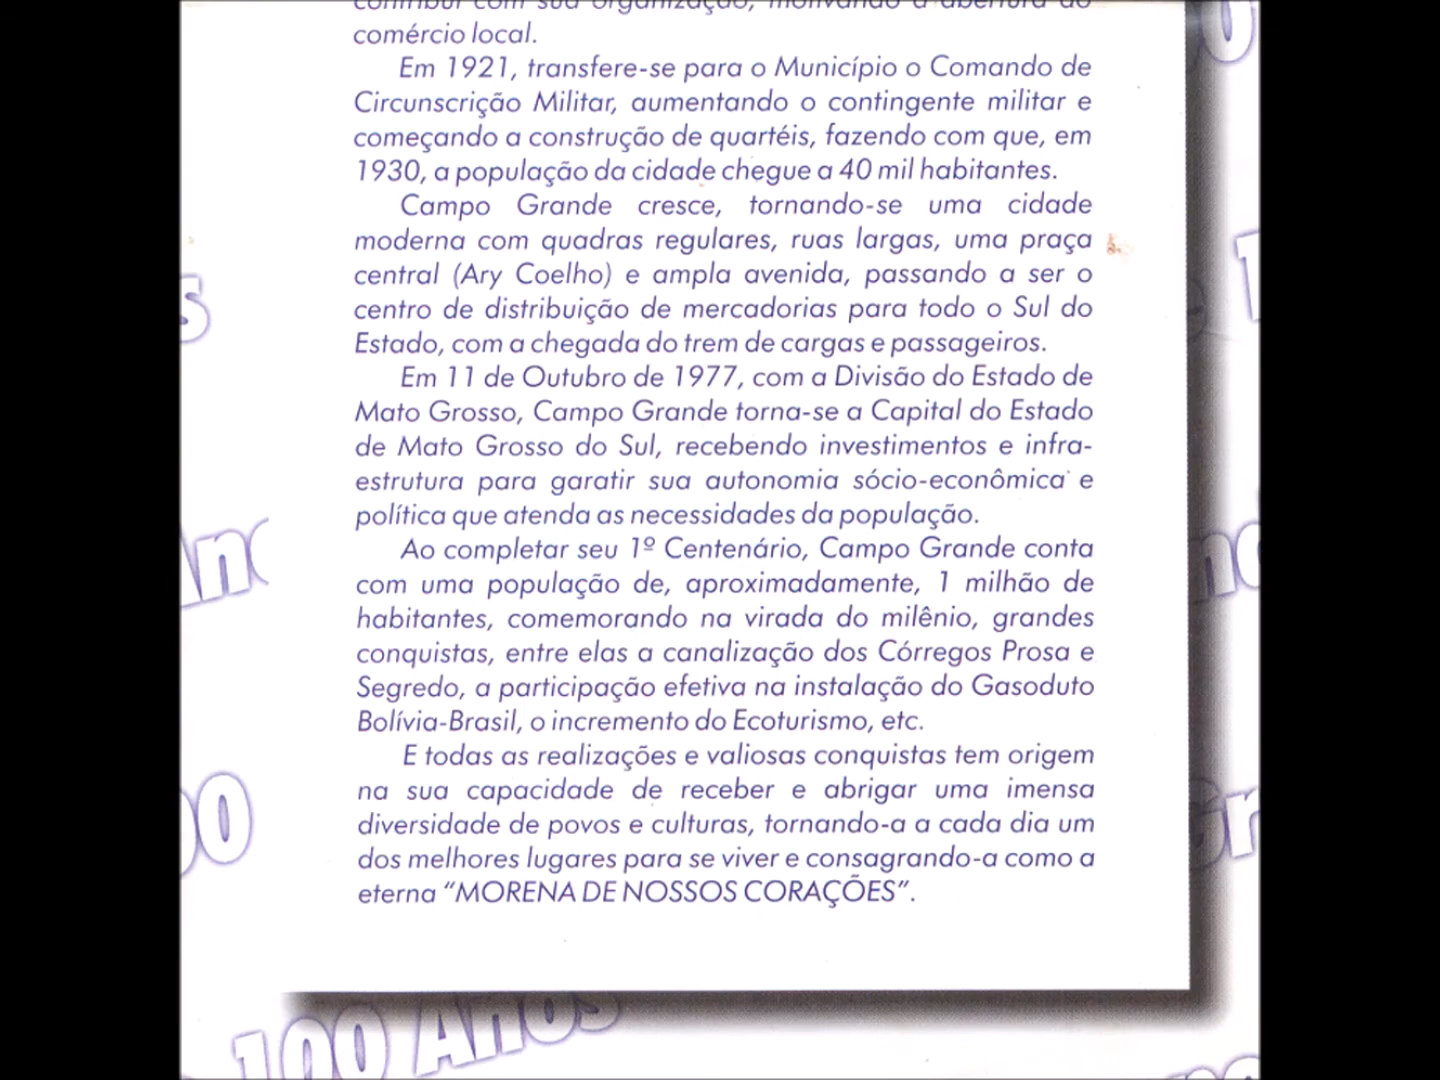 comércio local.
Em 1921, transfere-se para o Município o Comando de
Circunscrição Militar, aumentando o contingente militar e
começando a construção de quartéis, fazendo com que, em
1930, a população da cidade chegue a 40 mil habitantes.
Campo Grande cresce, tornando-se uma cidade
moderna com quadras regulares, ruas largas, uma praça
central (Ary Coelho) e ampla avenida, passando a ser o
centro de distribuição de mercadorias para todo o Sul do
Estado, com a chegada do trem de cargas e passageiros.
Em 11 de Outubro de 1977, com a Divisão do Estado de
Mato Grosso, Campo Grande torna-se a Capital do Estado
de Mato Grosso do Sul, recebendo investimentos e infra-
estrutura para garatir sua autonomia sócio-econômica e
política que atenda as necessidades da população.
Ao completar seu 1º Centenário, Campo Grande conta
com uma população de, aproximadamente, 1 milhão de
habitantes, comemorando na virada do milênio, grandes
conquistas, entre elas a canalização dos Córregos Prosa e
Segredo, a participação efetiva na instalação do Gasoduto
Bolívia-Brasil, o incremento do Ecoturismo, etc.
E todas as realizações e valiosas conquistas tem origem
na sua capacidade de receber e abrigar uma imensa
diversidade de povos e culturas, tornando-a a cada dia um
dos melhores lugares para se viver e consagrando-a como a
eterna “MORENA DE NOSSOS CORAÇÕES”.
100 Anos